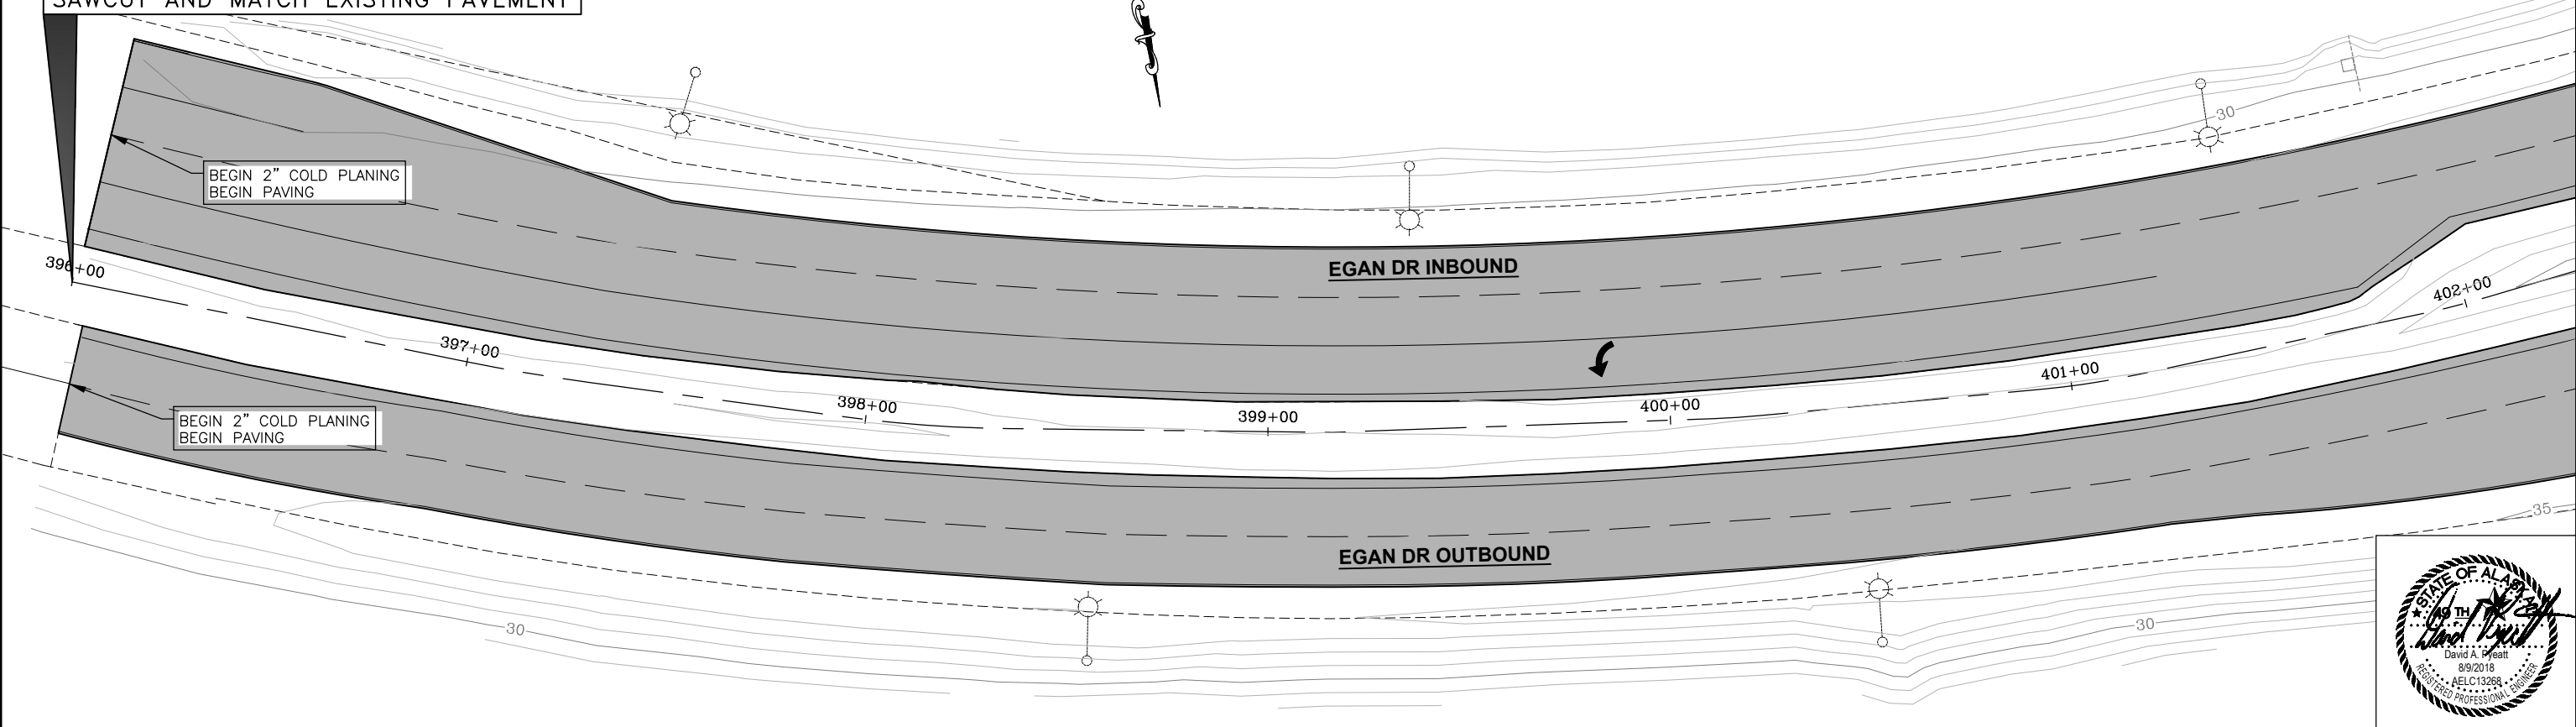 SAWCUT AND MATCH EXISTING PAVEMENT
30
BEGIN 2" COLD PLANING
BEGIN PAVING
396+00
EGAN DR INBOUND
402+00
397+00
401+00
398+00
399+00
400+00
BEGIN 2" COLD PLANING
BEGIN PAVING
35
EGAN DR OUTBOUND
30
30
STATE OF ALASKA
49 TH
David A. Pyeatt
8/9/2018
AELC13268
REGISTERED PROFESSIONAL ENGINEER